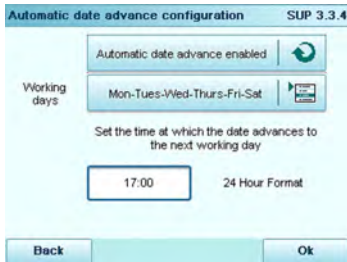 Automatic date advance configuration SUP 3.3.4
Automatic date advance enabled
Working
days
Mon-Tues-Wed-Thurs-Fri-Sat
Set the time at which the date advances to
the next working day
17:00 24 Hour Format
Back Ok